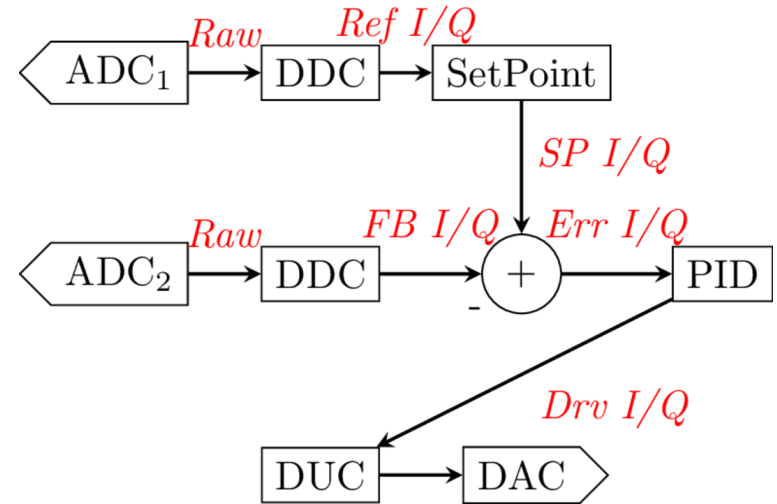 Raw
Ref I/Q
ADC₁
DDC
SetPoint
SP I/Q
Raw
FB I/Q
Err I/Q
ADC₂
DDC
+
PID
-
Drv I/Q
DUC
DAC